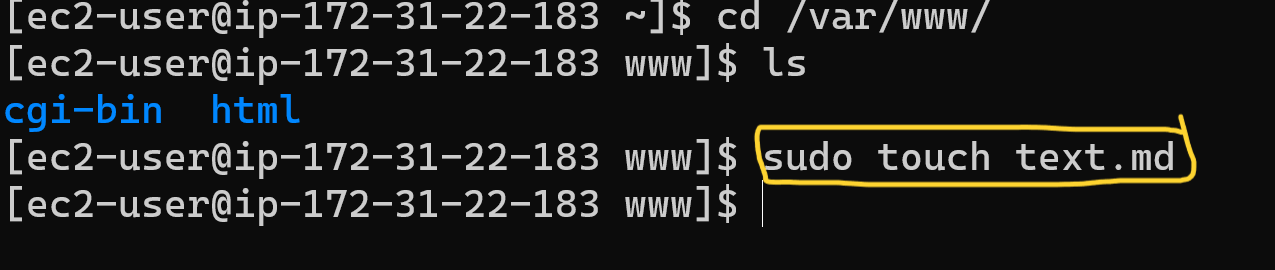 [ec2-user@ip-172-31-22-183 ~]$ cd /var/www/
[ec2-user@ip-172-31-22-183 www]$ ls
cgi-bin  html
[ec2-user@ip-172-31-22-183 www]$ sudo touch text.md
[ec2-user@ip-172-31-22-183 www]$